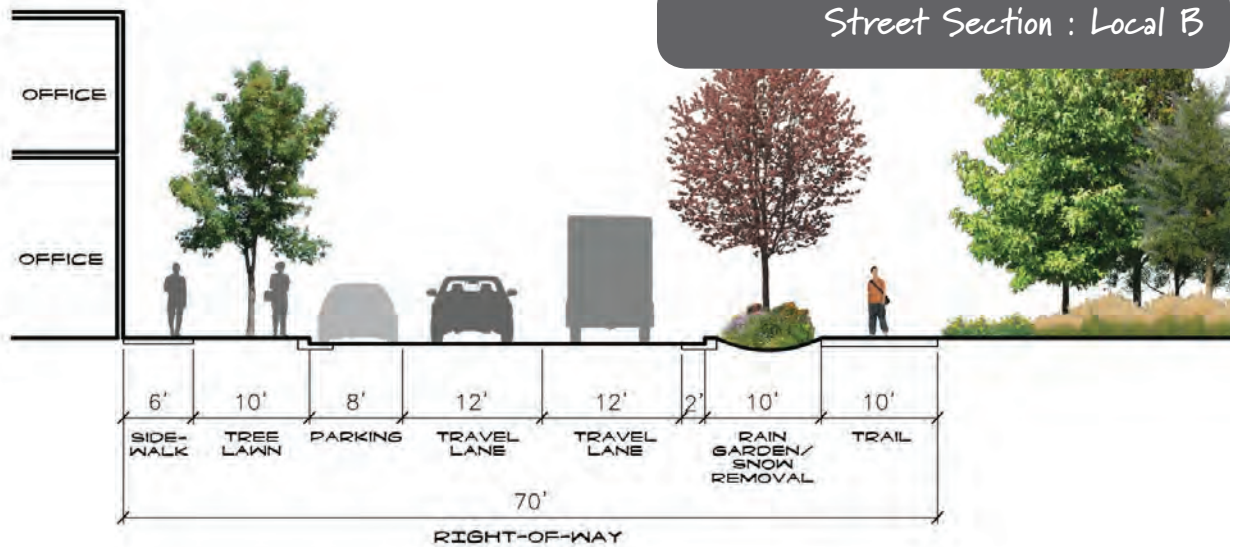 Street Section : Local B
OFFICE
OFFICE
6' 10' 8' 12' 12' 2' 10' 10'
SIDE-
WALK
TREE
LAWN
PARKING
TRAVEL
LANE
TRAVEL
LANE
RAIN
GARDEN/
SNOW
REMOVAL
TRAIL
70'
RIGHT-OF-WAY